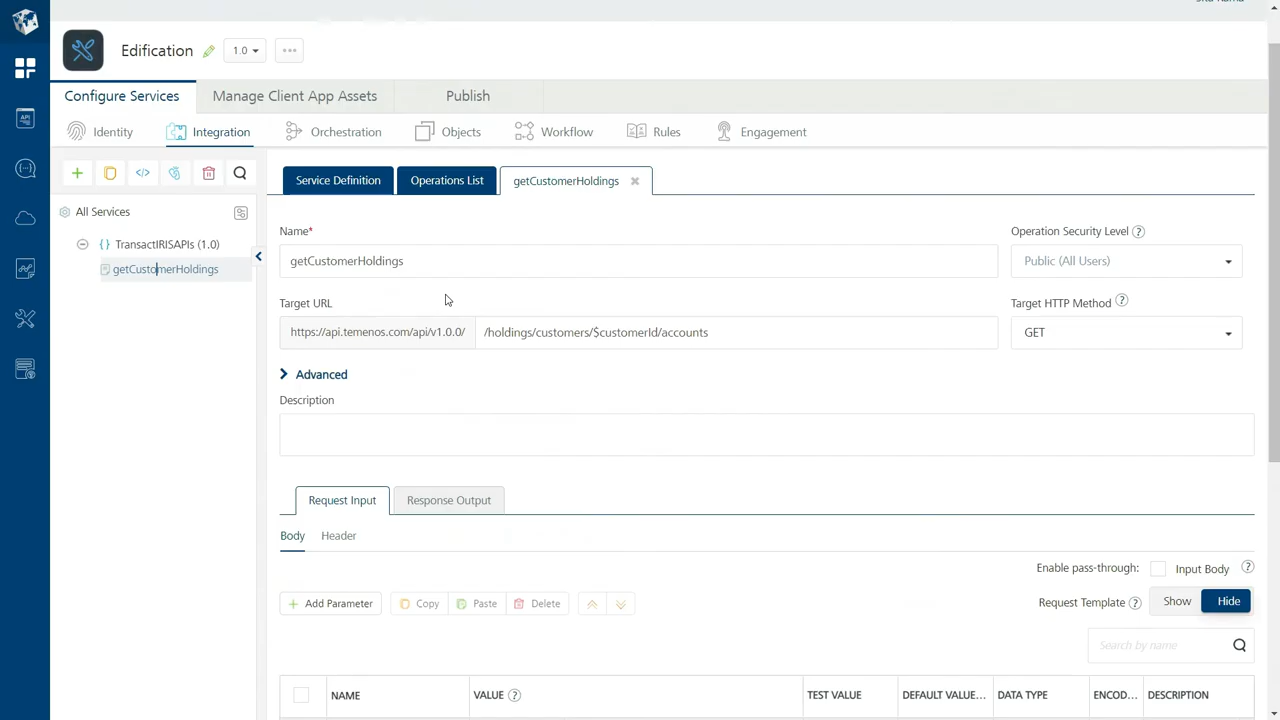 Edification 1.0
Configure Services Manage Client App Assets Publish
API Identity Integration Orchestration Objects Workflow Rules Engagement
Service Definition Operations List getCustomerHoldings
All Services
Name* Operation Security Level ?
TransactIRISAPIs (1.0)
getCustomerHoldings Public (All Users)
getCustomerHoldings
Target URL Target HTTP Method ?
https://api.temenos.com/api/v1.0.0/ /holdings/customers/$customerId/accounts GET
Advanced
Description
Request Input Response Output
Body Header
Enable pass-through: Input Body ?
Add Parameter Copy Paste Delete Request Template ? Show Hide
Search by name
NAME VALUE ? TEST VALUE DEFAULT VALUE... DATA TYPE ENCOD... DESCRIPTION